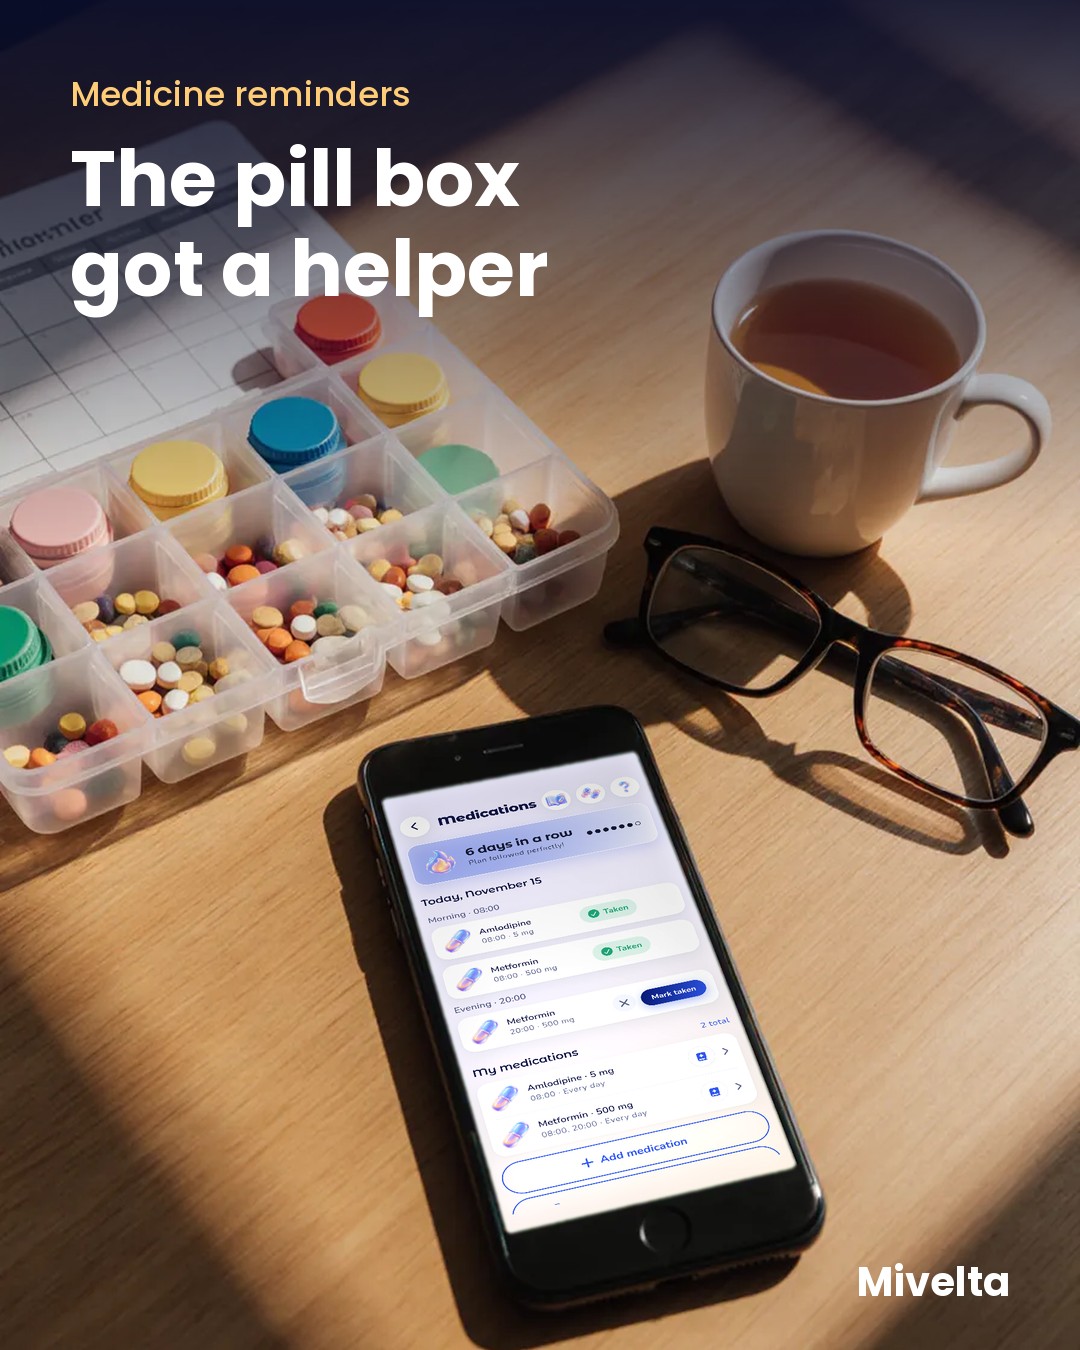 Medicine reminders
The pill box
got a helper
Medications
?
6 days in a row
Plan followed perfectly!
Today, November 15
Morning · 08:00
Amlodipine
08:00 · 5 mg
Taken
Metformin
08:00 · 500 mg
Taken
Evening · 20:00
Metformin
20:00 · 500 mg
Mark taken
2 total
My medications
Amlodipine · 5 mg
08:00 · Every day
Metformin · 500 mg
08:00, 20:00 · Every day
+ Add medication
Mivelta